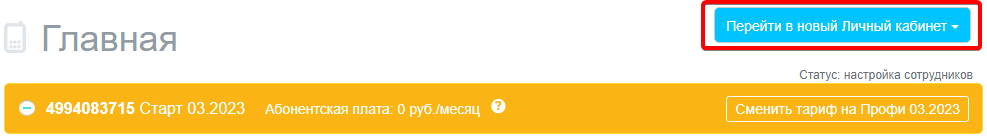 Главная
Перейти в новый Личный кабинет
Статус: настройка сотрудников
4994083715 Старт 03.2023 Абонентская плата: 0 руб./месяц ? Сменить тариф на Профи 03.2023